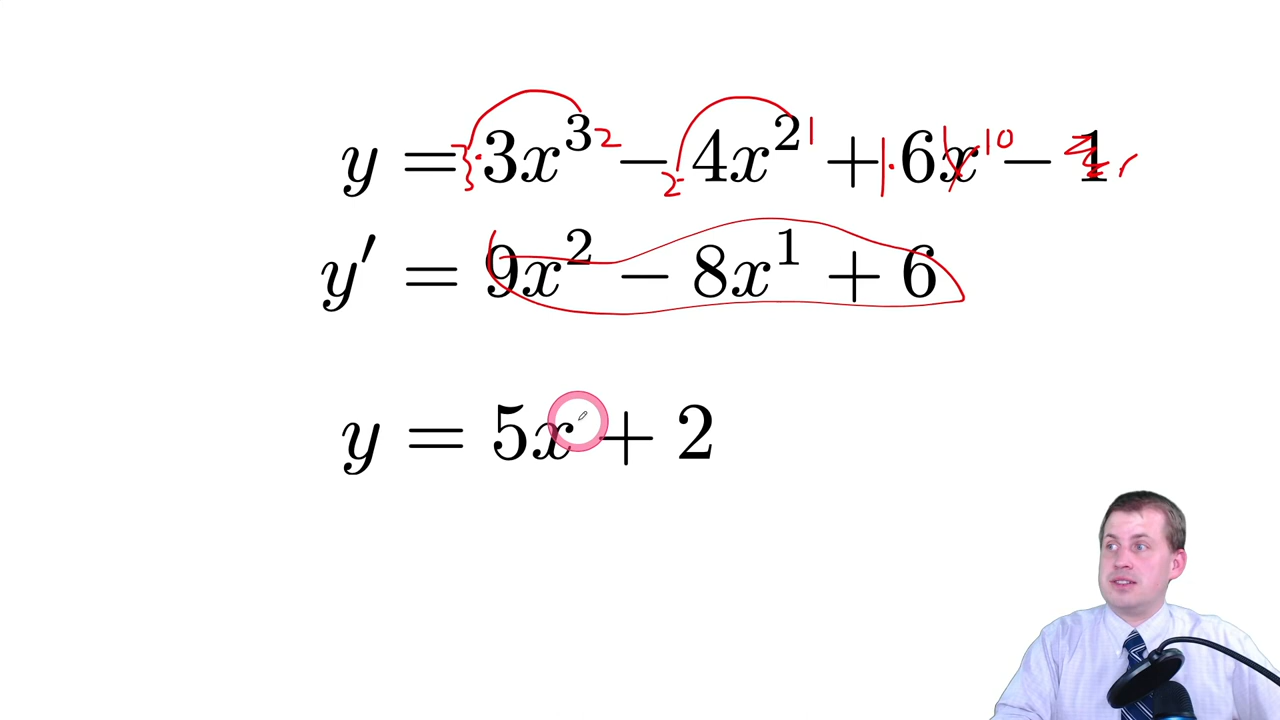 y = 3x³ − 4x² + 6x − 1
y′ = 9x² − 8x¹ + 6
y = 5x + 2